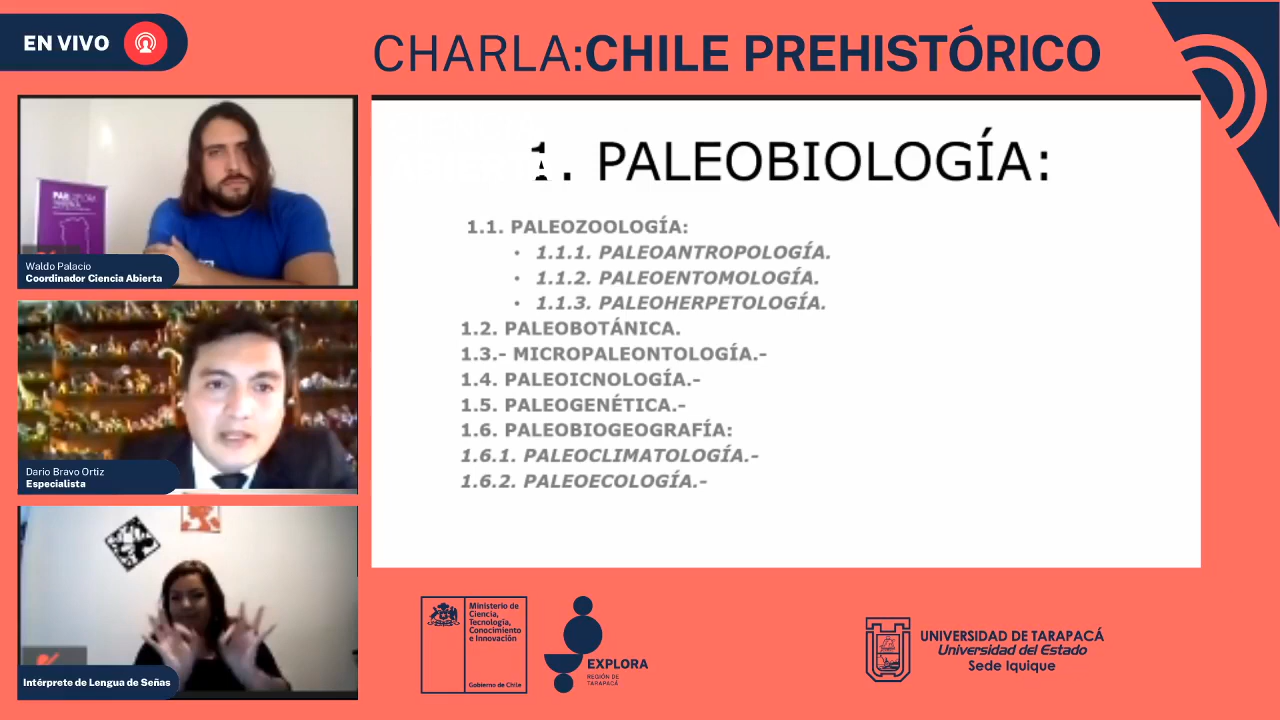 EN VIVO
CHARLA:CHILE PREHISTÓRICO
Waldo Palacio
Coordinador Ciencia Abierta
Dario Bravo Ortiz
Especialista
Intérprete de Lengua de Señas
1. PALEOBIOLOGÍA:
1.1. PALEOZOOLOGÍA:
• 1.1.1. PALEOANTROPOLOGÍA.
• 1.1.2. PALEOENTOMOLOGÍA.
• 1.1.3. PALEOHERPETOLOGÍA.
1.2. PALEOBOTÁNICA.
1.3.- MICROPALEONTOLOGÍA.-
1.4. PALEOICNOLOGÍA.-
1.5. PALEOGENÉTICA.-
1.6. PALEOBIOGEOGRAFÍA:
1.6.1. PALEOCLIMATOLOGÍA.-
1.6.2. PALEOECOLOGÍA.-
Ministerio de
Ciencia,
Tecnología,
Conocimiento
e Innovación
Gobierno de Chile
EXPLORA
REGIÓN DE
TARAPACÁ
UNIVERSIDAD DE TARAPACÁ
Universidad del Estado
Sede Iquique